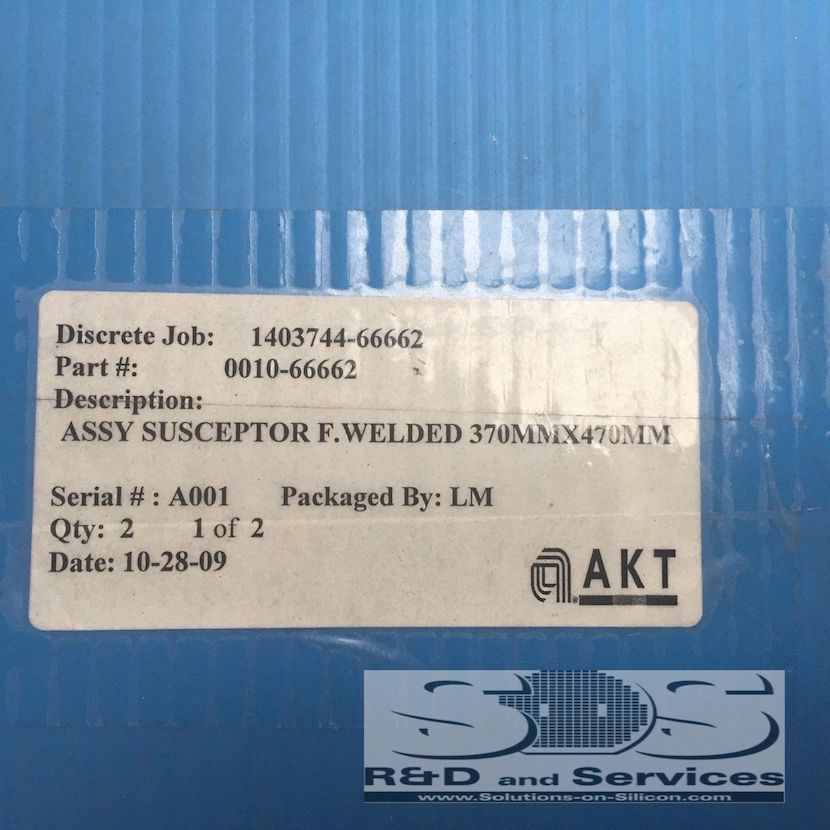 Discrete Job: 1403744-66662
Part #: 0010-66662
Description:
ASSY SUSCEPTOR F.WELDED 370MMX470MM
Serial # : A001 Packaged By: LM
Qty: 2 1 of 2
Date: 10-28-09
AKT
SDS
R&D and Services
www.Solutions-on-Silicon.com